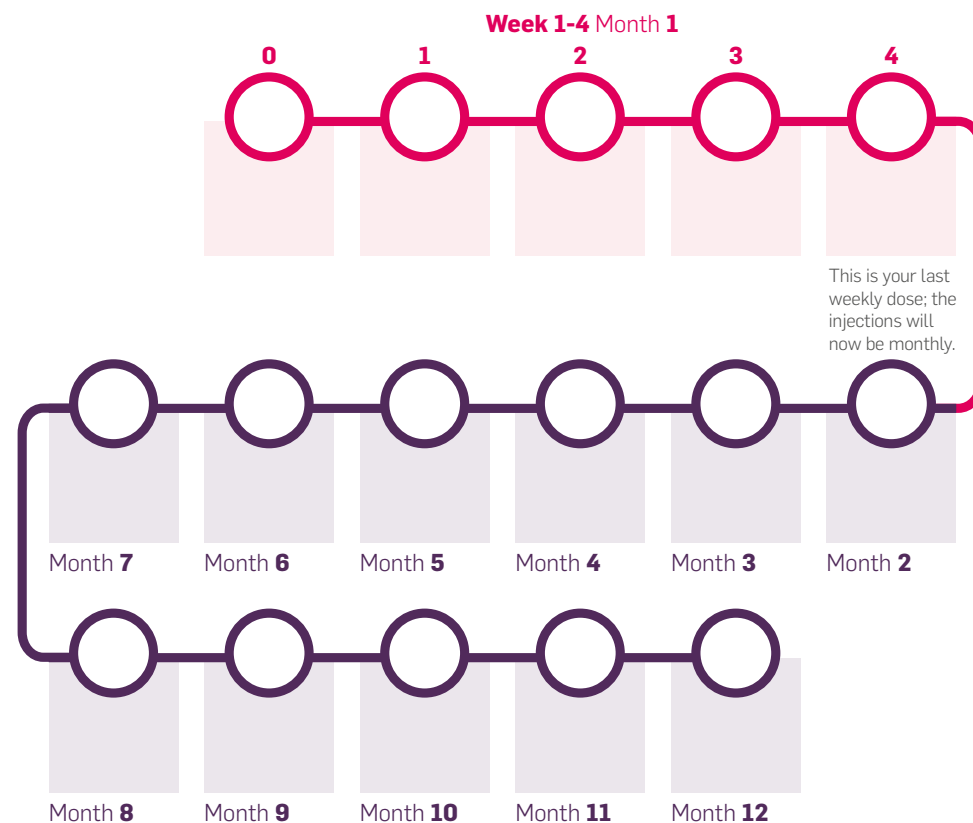 Week 1-4 Month 1
0 1 2 3 4
This is your last
weekly dose; the
injections will
now be monthly.
Month 7 Month 6 Month 5 Month 4 Month 3 Month 2
Month 8 Month 9 Month 10 Month 11 Month 12